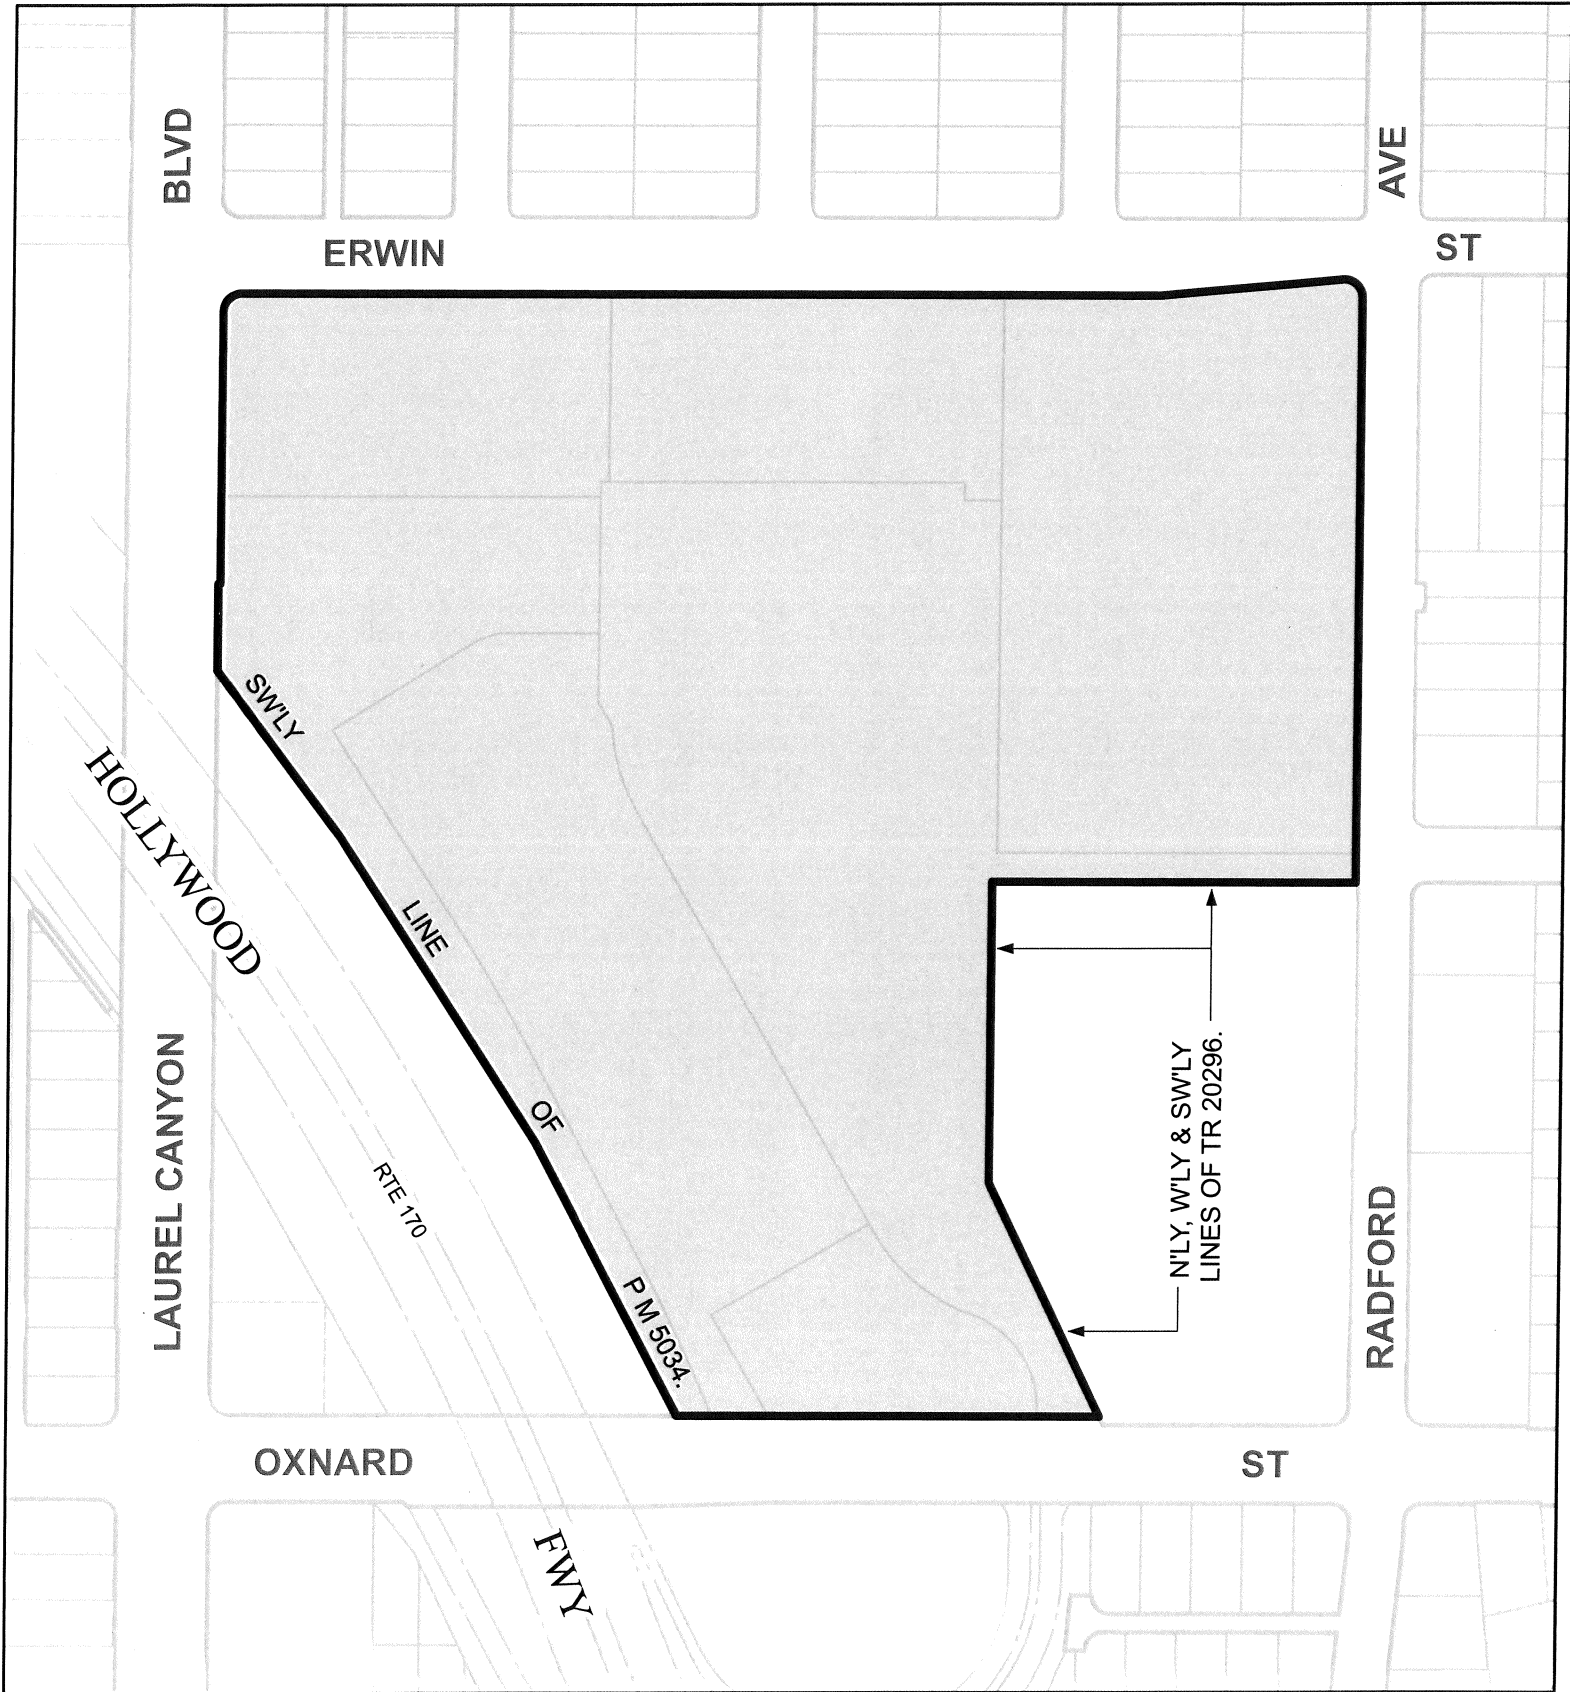 BLVD
AVE
ERWIN
ST
SW'LY
LINE
OF
P M 5034.
HOLLYWOOD
FWY
RTE 170
LAUREL CANYON
N'LY, W'LY & SW'LY
LINES OF TR 20296.
RADFORD
OXNARD
ST